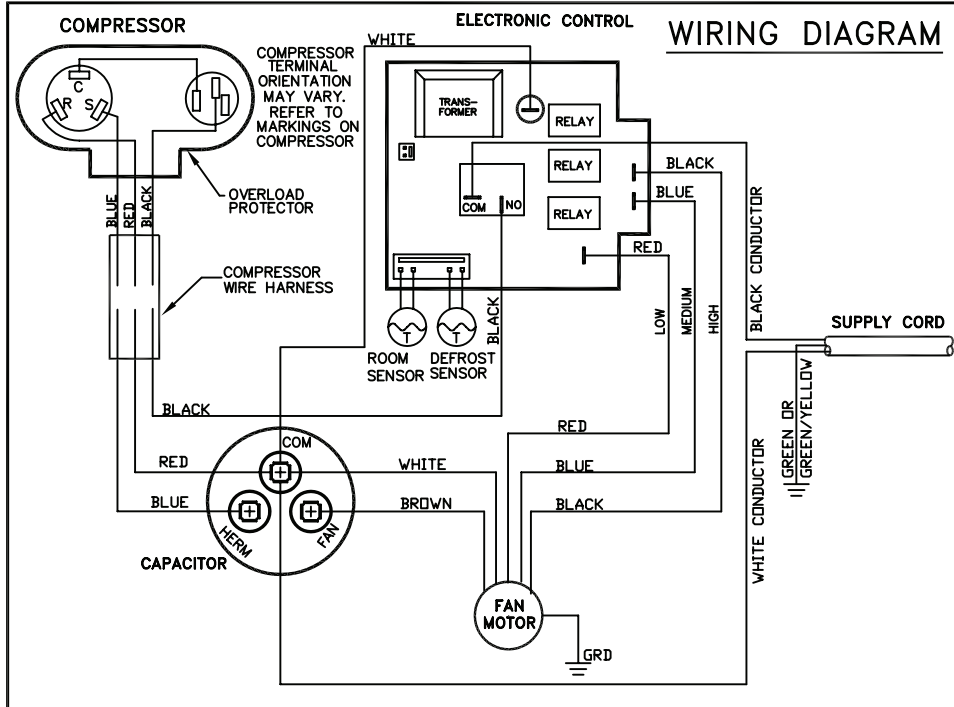 WIRING DIAGRAM
COMPRESSOR
ELECTRONIC CONTROL
WHITE
COMPRESSOR
TERMINAL
ORIENTATION
MAY VARY.
REFER TO
MARKINGS ON
COMPRESSOR
C
R
S
TRANS-
FORMER
RELAY
RELAY
RELAY
COM
NO
BLACK
BLUE
RED
OVERLOAD
PROTECTOR
BLUE
RED
BLACK
COMPRESSOR
WIRE HARNESS
BLACK
LOW
MEDIUM
HIGH
BLACK CONDUCTOR
SUPPLY CORD
T
T
ROOM
SENSOR
DEFROST
SENSOR
BLACK
GREEN OR
GREEN/YELLOW
WHITE CONDUCTOR
COM
RED
WHITE
RED
BLUE
BLUE
BROWN
BLACK
HERM
FAN
CAPACITOR
FAN
MOTOR
GRD